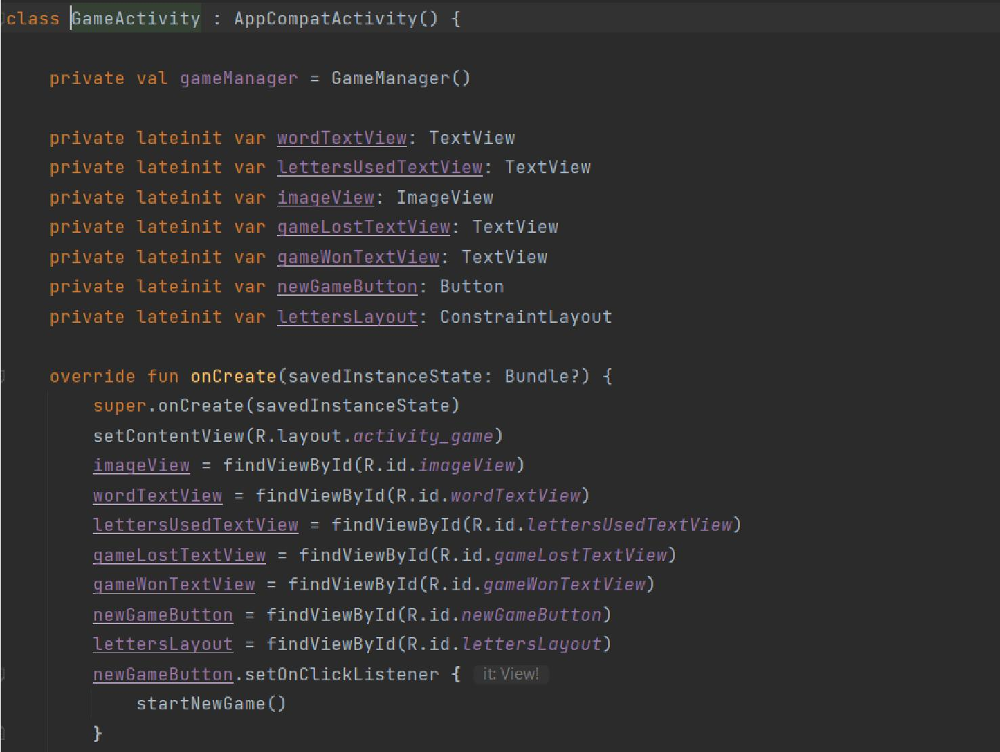 class GameActivity : AppCompatActivity() {
private val gameManager = GameManager()
private lateinit var wordTextView: TextView
private lateinit var lettersUsedTextView: TextView
private lateinit var imageView: ImageView
private lateinit var gameLostTextView: TextView
private lateinit var gameWonTextView: TextView
private lateinit var newGameButton: Button
private lateinit var lettersLayout: ConstraintLayout
override fun onCreate(savedInstanceState: Bundle?) {
super.onCreate(savedInstanceState)
setContentView(R.layout.activity_game)
imageView = findViewById(R.id.imageView)
wordTextView = findViewById(R.id.wordTextView)
lettersUsedTextView = findViewById(R.id.lettersUsedTextView)
gameLostTextView = findViewById(R.id.gameLostTextView)
gameWonTextView = findViewById(R.id.gameWonTextView)
newGameButton = findViewById(R.id.newGameButton)
lettersLayout = findViewById(R.id.lettersLayout)
newGameButton.setOnClickListener { it: View!
startNewGame()
}